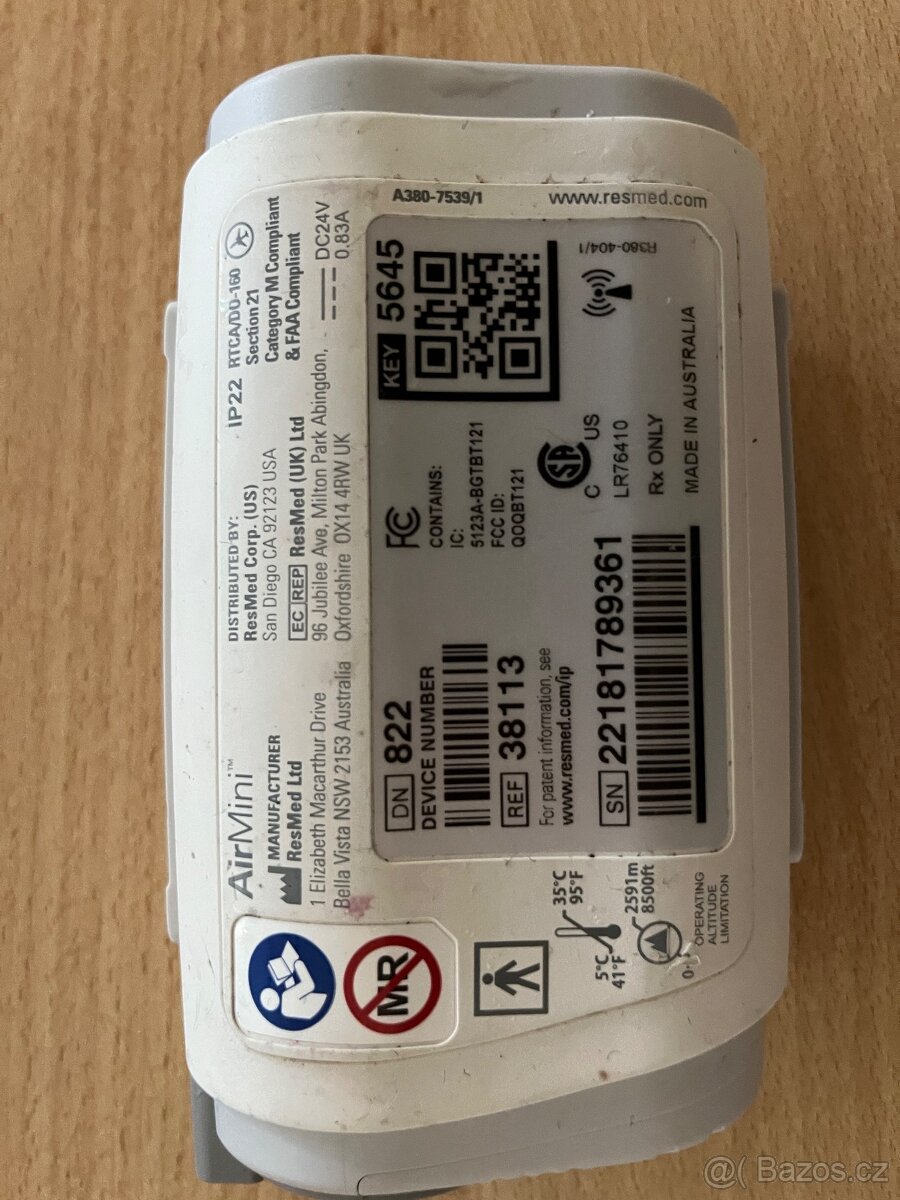 AirMini™
MANUFACTURER
ResMed Ltd
1 Elizabeth Macarthur Drive
Bella Vista NSW 2153 Australia
DISTRIBUTED BY:
ResMed Corp. (US)
San Diego CA 92123 USA
EC REP ResMed (UK) Ltd
96 Jubilee Ave, Milton Park Abingdon,
Oxfordshire OX14 4RW UK
IP22
RTCA/DO-160
Section 21
Category M Compliant
& FAA Compliant
DC24V
0.83A
A380-7539/1
www.resmed.com
MR
DN 822
DEVICE NUMBER
REF 38113
For patent information, see
www.resmed.com/ip
SN 22181789361
FC
CONTAINS:
IC:
5123A-BGTBT121
FCC ID:
QOQBT121
KEY 5645
C US
LR76410
Rx ONLY
MADE IN AUSTRALIA
R380-404/1
35°C
95°F
5°C
41°F
2591m
8500ft
0-
OPERATING
ALTITUDE
LIMITATION
@( Bazos.cz